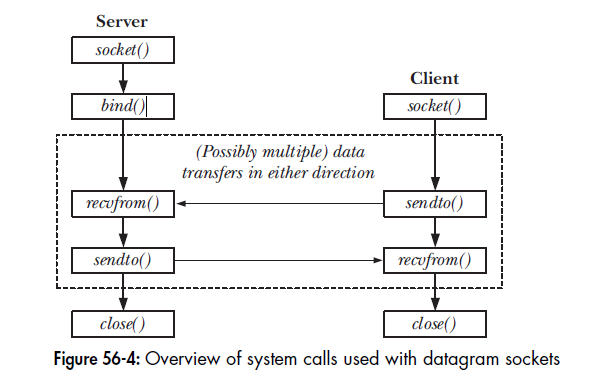 Server
socket()
bind()
Client
socket()
(Possibly multiple) data
transfers in either direction
recvfrom()
sendto()
sendto()
recvfrom()
close()
close()
Figure 56-4: Overview of system calls used with datagram sockets